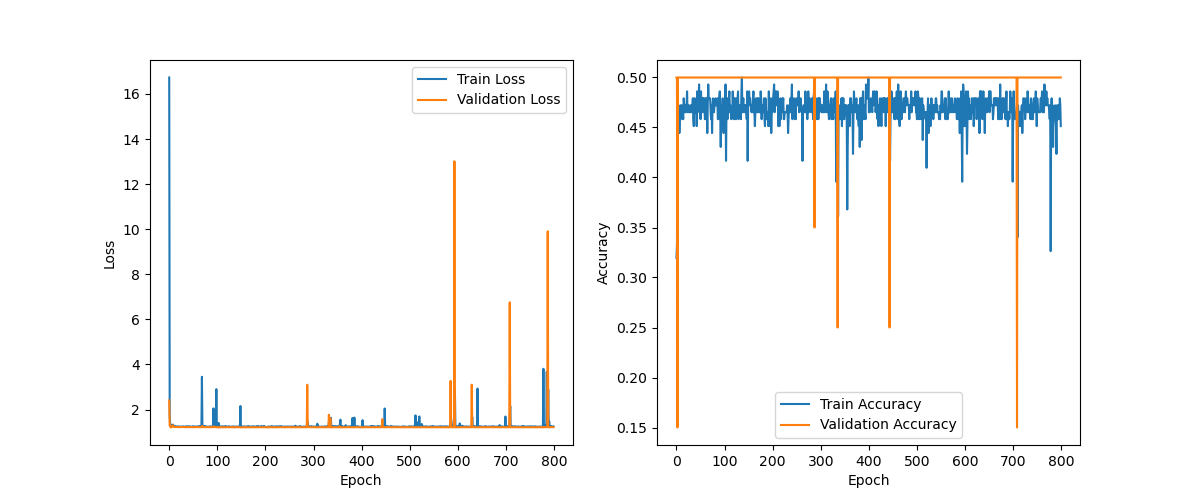 Train Loss
Validation Loss
16
14
12
10
8
6
4
2
Loss
0 100 200 300 400 500 600 700 800
Epoch
0.50
0.45
0.40
0.35
0.30
0.25
0.20
0.15
Accuracy
Train Accuracy
Validation Accuracy
0 100 200 300 400 500 600 700 800
Epoch